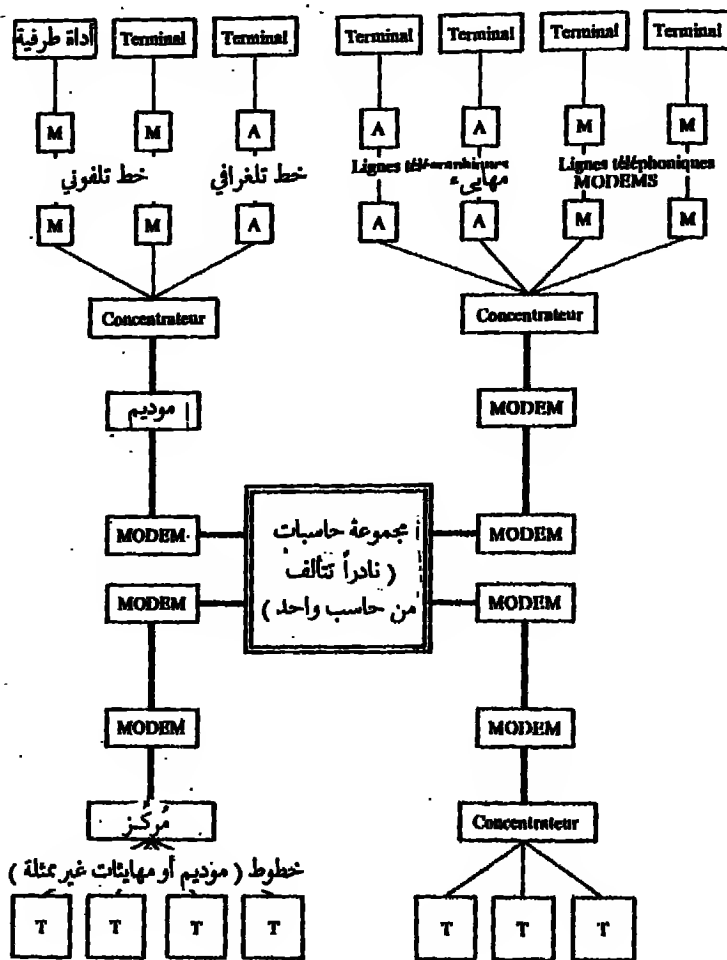 أداة طرفية Terminal Terminal Terminal Terminal Terminal Terminal
M M A A A M M
خط تلفوني خط تلغرافي Lignes télégraphiques Lignes téléphoniques
مهايىء MODEMS
M M A A A M M
Concentrateur Concentrateur
موديم MODEM
MODEM MODEM
مجموعة حاسبات
( نادراً تتألف
من حاسب واحد )
MODEM MODEM
MODEM MODEM
مُركِّز Concentrateur
خطوط ( موديم أو مهايئات غير ممثلة )
T T T T T T T